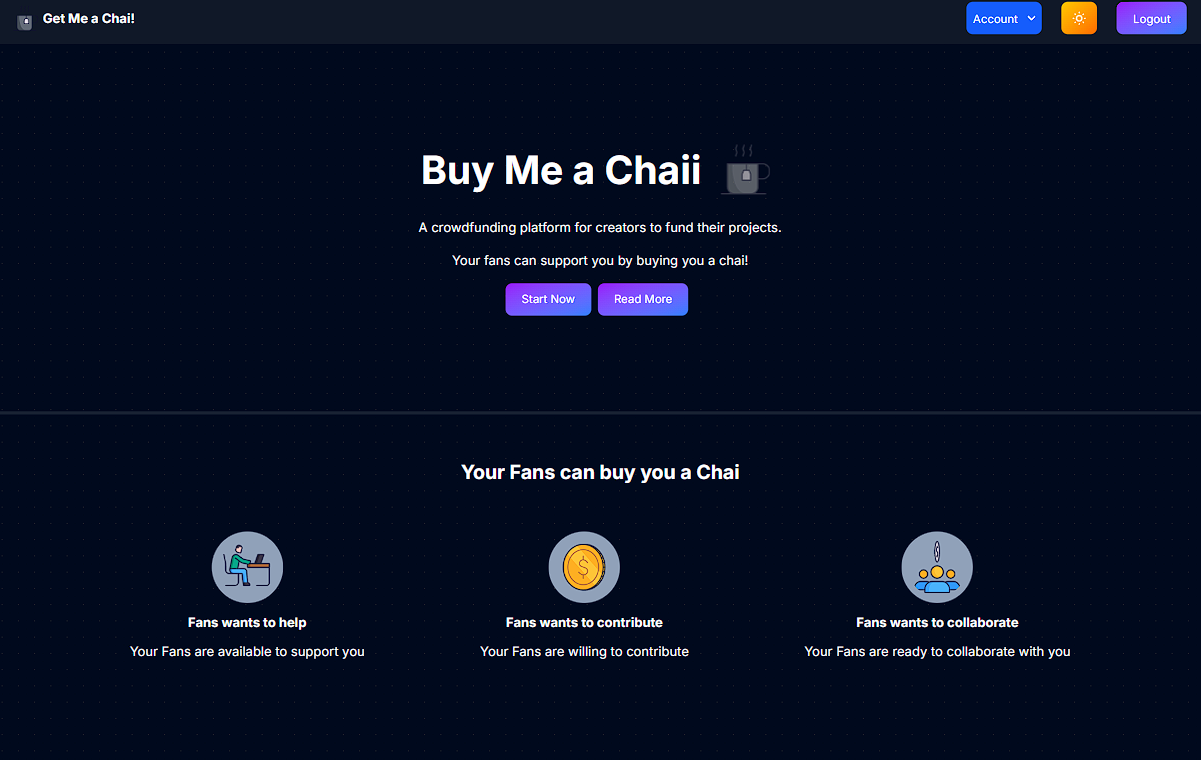 Get Me a Chai!
Account
Logout
Buy Me a Chaii
A crowdfunding platform for creators to fund their projects.
Your fans can support you by buying you a chai!
Start Now
Read More
Your Fans can buy you a Chai
$
Fans wants to help
Fans wants to contribute
Fans wants to collaborate
Your Fans are available to support you
Your Fans are willing to contribute
Your Fans are ready to collaborate with you